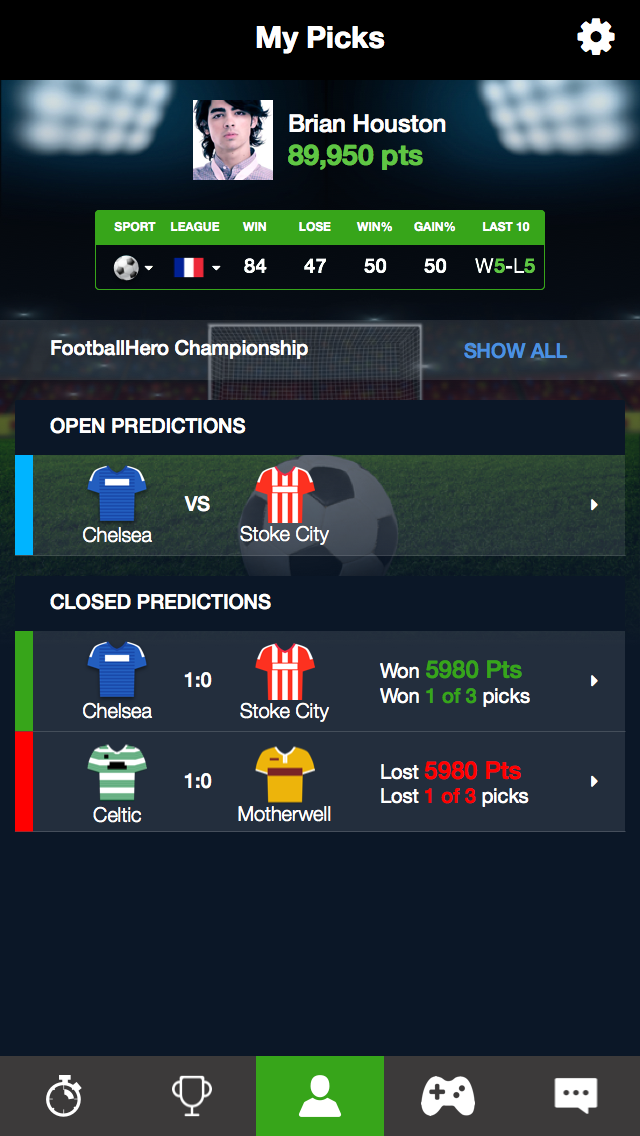 My Picks
Brian Houston
89,950 pts
SPORT LEAGUE WIN LOSE WIN% GAIN% LAST 10
84 47 50 50 W5-L5
FootballHero Championship SHOW ALL
OPEN PREDICTIONS
VS
Chelsea Stoke City
CLOSED PREDICTIONS
1:0 Won 5980 Pts
Won 1 of 3 picks
Chelsea Stoke City
1:0 Lost 5980 Pts
Lost 1 of 3 picks
Celtic Motherwell